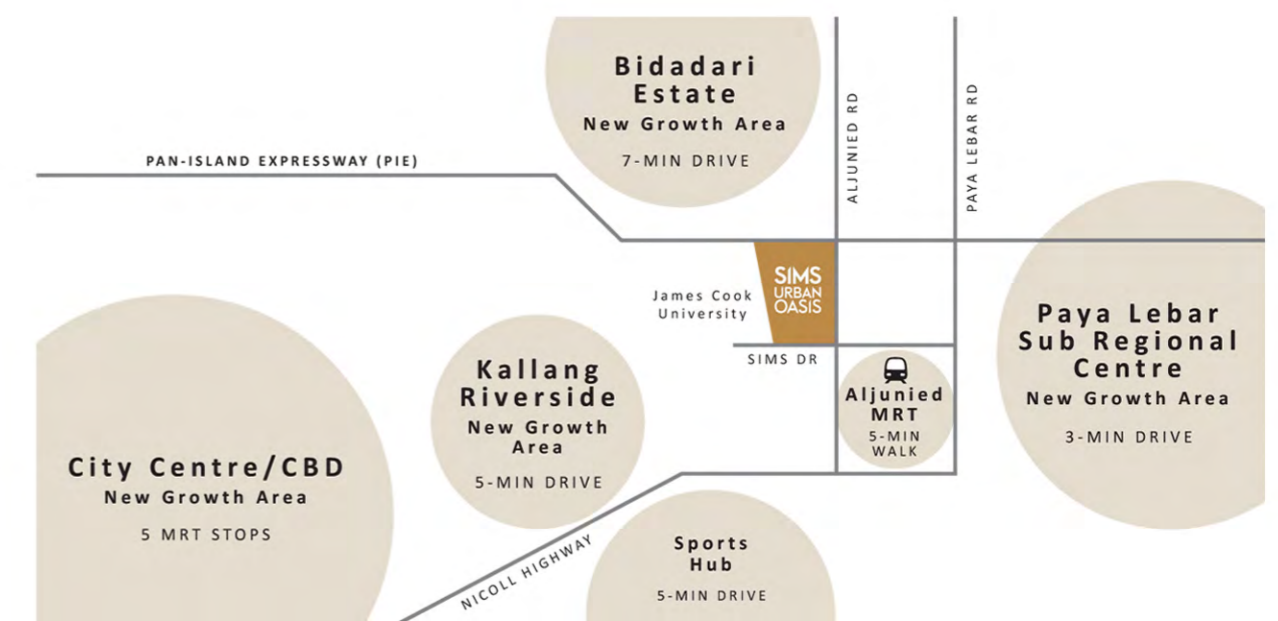 Bidadari
Estate
New Growth Area
7-MIN DRIVE
ALJUNIED RD
PAYA LEBAR RD
PAN-ISLAND EXPRESSWAY (PIE)
SIMS
URBAN
OASIS
James Cook
University
SIMS DR
Paya Lebar
Sub Regional
Centre
New Growth Area
3-MIN DRIVE
Kallang
Riverside
New Growth
Area
5-MIN DRIVE
Aljunied
MRT
5-MIN
WALK
City Centre/CBD
New Growth Area
5 MRT STOPS
NICOLL HIGHWAY
Sports
Hub
5-MIN DRIVE